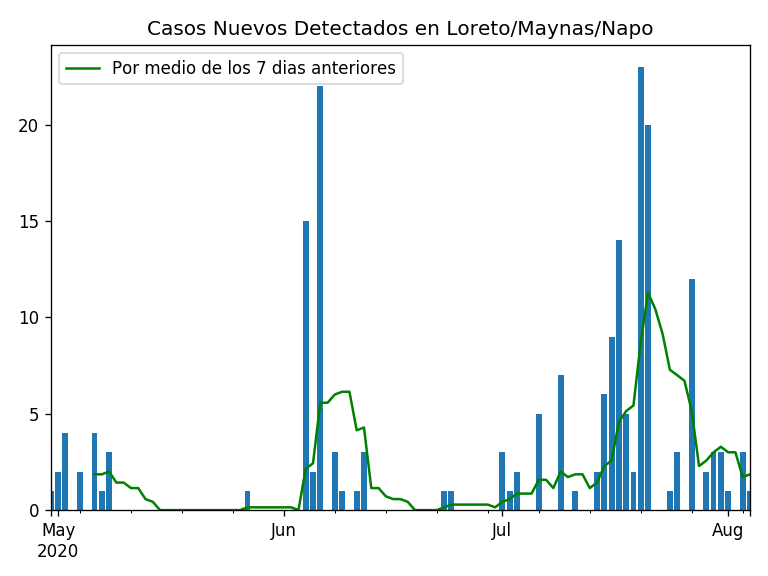 Casos Nuevos Detectados en Loreto/Maynas/Napo
Por medio de los 7 dias anteriores
20
15
10
5
0
May Jun Jul Aug
2020